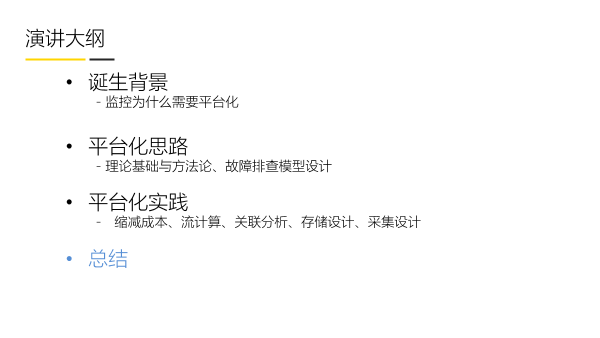 演讲大纲
• 诞生背景
- 监控为什么需要平台化
• 平台化思路
- 理论基础与方法论、故障排查模型设计
• 平台化实践
- 缩减成本、流计算、关联分析、存储设计、采集设计
• 总结